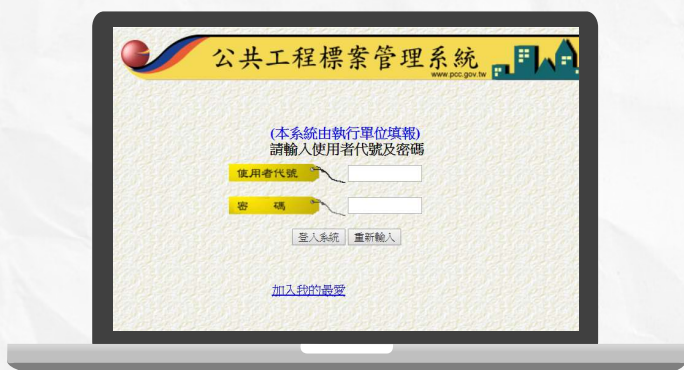 公共工程標案管理系統
www.pcc.gov.tw
(本系統由執行單位填報)
請輸入使用者代號及密碼
使用者代號
密 碼
登入系統 重新輸入
加入我的最愛